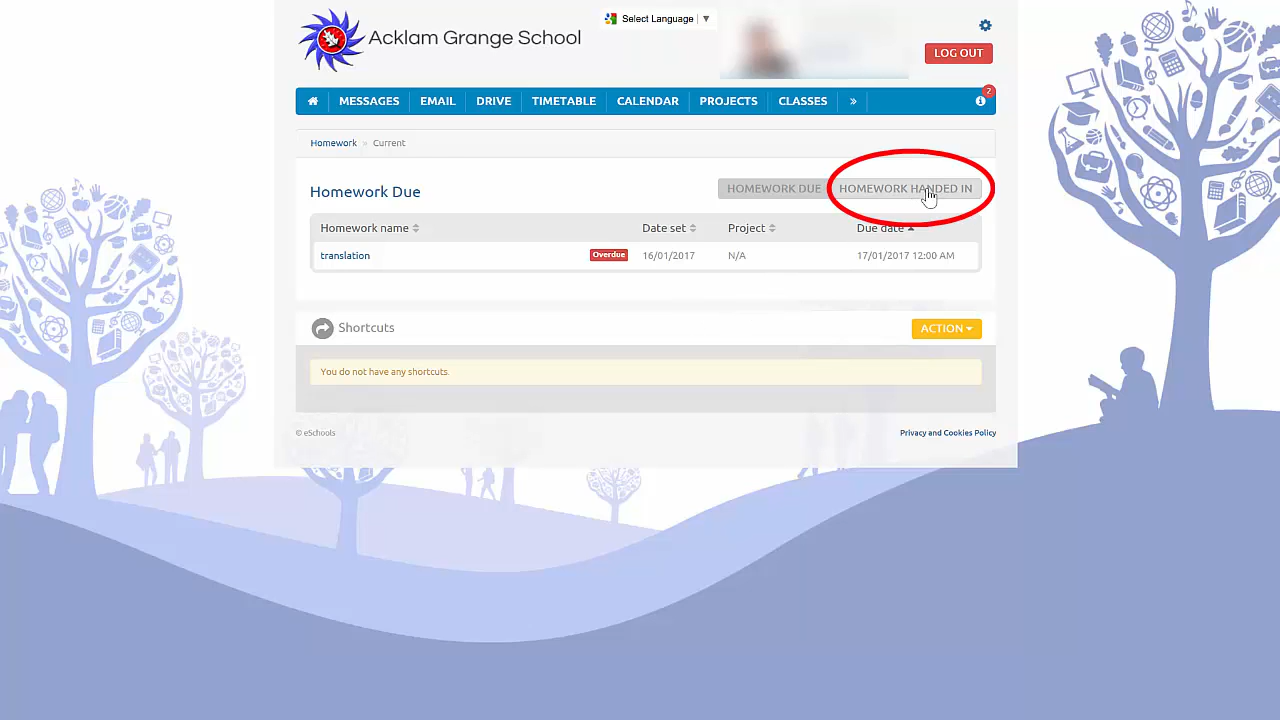 Select Language ▼
Acklam Grange School
LOG OUT
2
MESSAGES EMAIL DRIVE TIMETABLE CALENDAR PROJECTS CLASSES »
Homework » Current
Homework Due
HOMEWORK DUE HOMEWORK HANDED IN
Homework name Date set Project Due date
translation Overdue 16/01/2017 N/A 17/01/2017 12:00 AM
Shortcuts
ACTION
You do not have any shortcuts.
© eSchools
Privacy and Cookies Policy